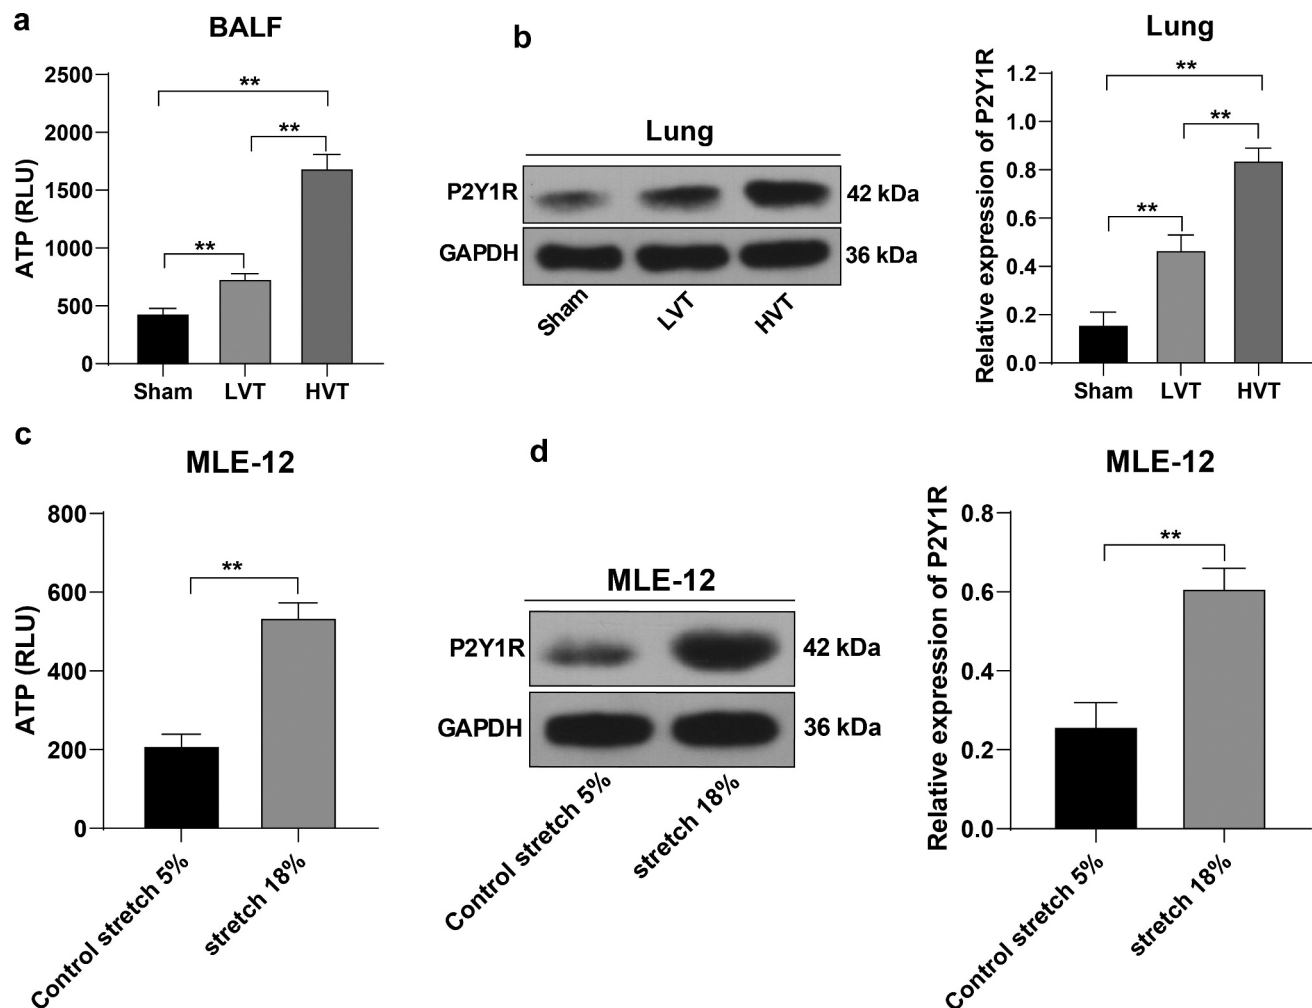 a
BALF
ATP (RLU)
2500
2000
1500
1000
500
0
**
**
**
Sham
LVT
HVT
b
Lung
P2Y1R
42 kDa
GAPDH
36 kDa
Sham
LVT
HVT
Lung
Relative expression of P2Y1R
1.2
1.0
0.8
0.6
0.4
0.2
0.0
**
**
**
Sham
LVT
HVT
c
MLE-12
ATP (RLU)
800
600
400
200
0
**
Control stretch 5%
stretch 18%
d
MLE-12
P2Y1R
42 kDa
GAPDH
36 kDa
Control stretch 5%
stretch 18%
MLE-12
Relative expression of P2Y1R
0.8
0.6
0.4
0.2
0.0
**
Control stretch 5%
stretch 18%